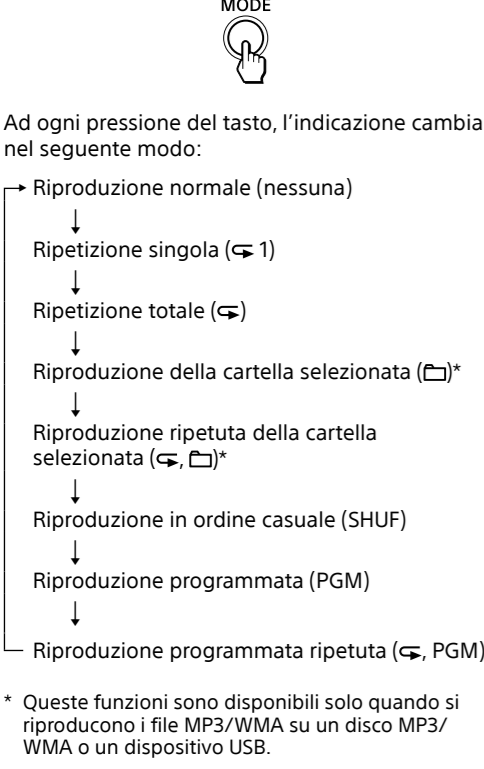 MODE
Ad ogni pressione del tasto, l'indicazione cambia
nel seguente modo:
Riproduzione normale (nessuna)
Ripetizione singola ( 1)
Ripetizione totale ()
Riproduzione della cartella selezionata ()*
Riproduzione ripetuta della cartella
selezionata (, )*
Riproduzione in ordine casuale (SHUF)
Riproduzione programmata (PGM)
Riproduzione programmata ripetuta (, PGM)
* Queste funzioni sono disponibili solo quando si
riproducono i file MP3/WMA su un disco MP3/
WMA o un dispositivo USB.